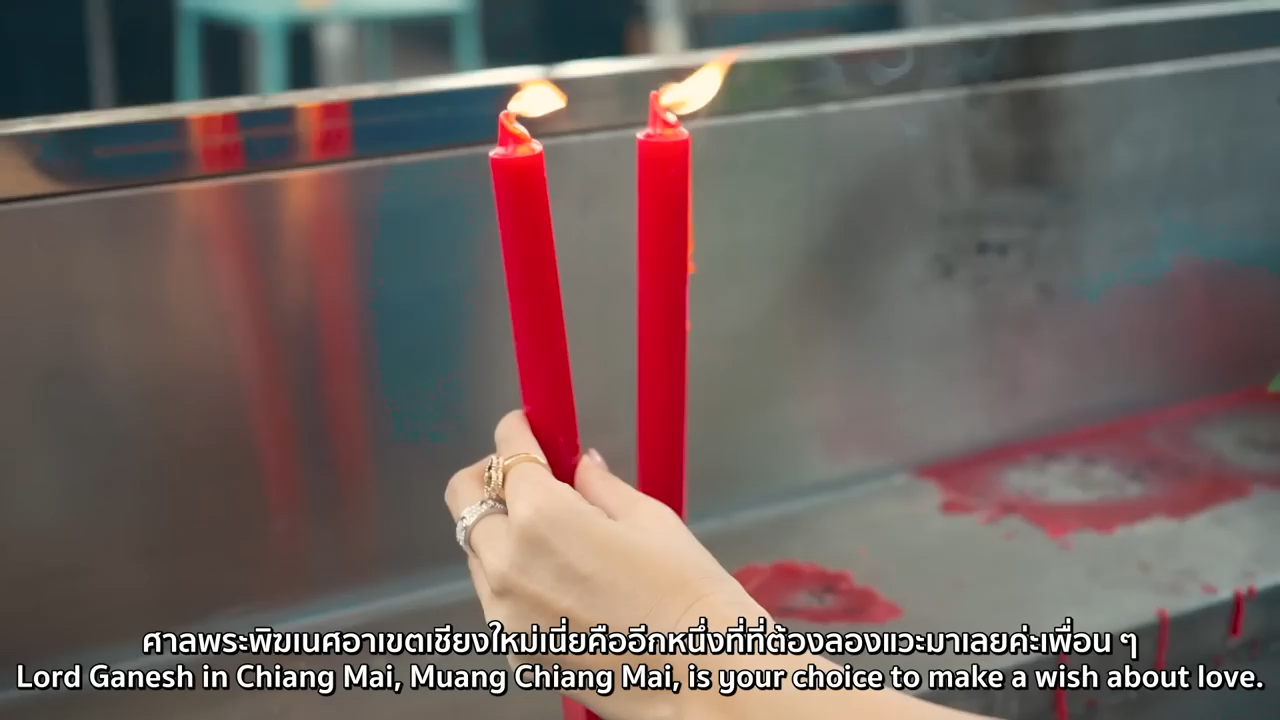 ศาลพระพิฆเนศอาเขตเชียงใหม่เนี่ยคืออีกหนึ่งที่ที่ต้องลองแวะมาเลยค่ะเพื่อน ๆ
Lord Ganesh in Chiang Mai, Muang Chiang Mai, is your choice to make a wish about love.